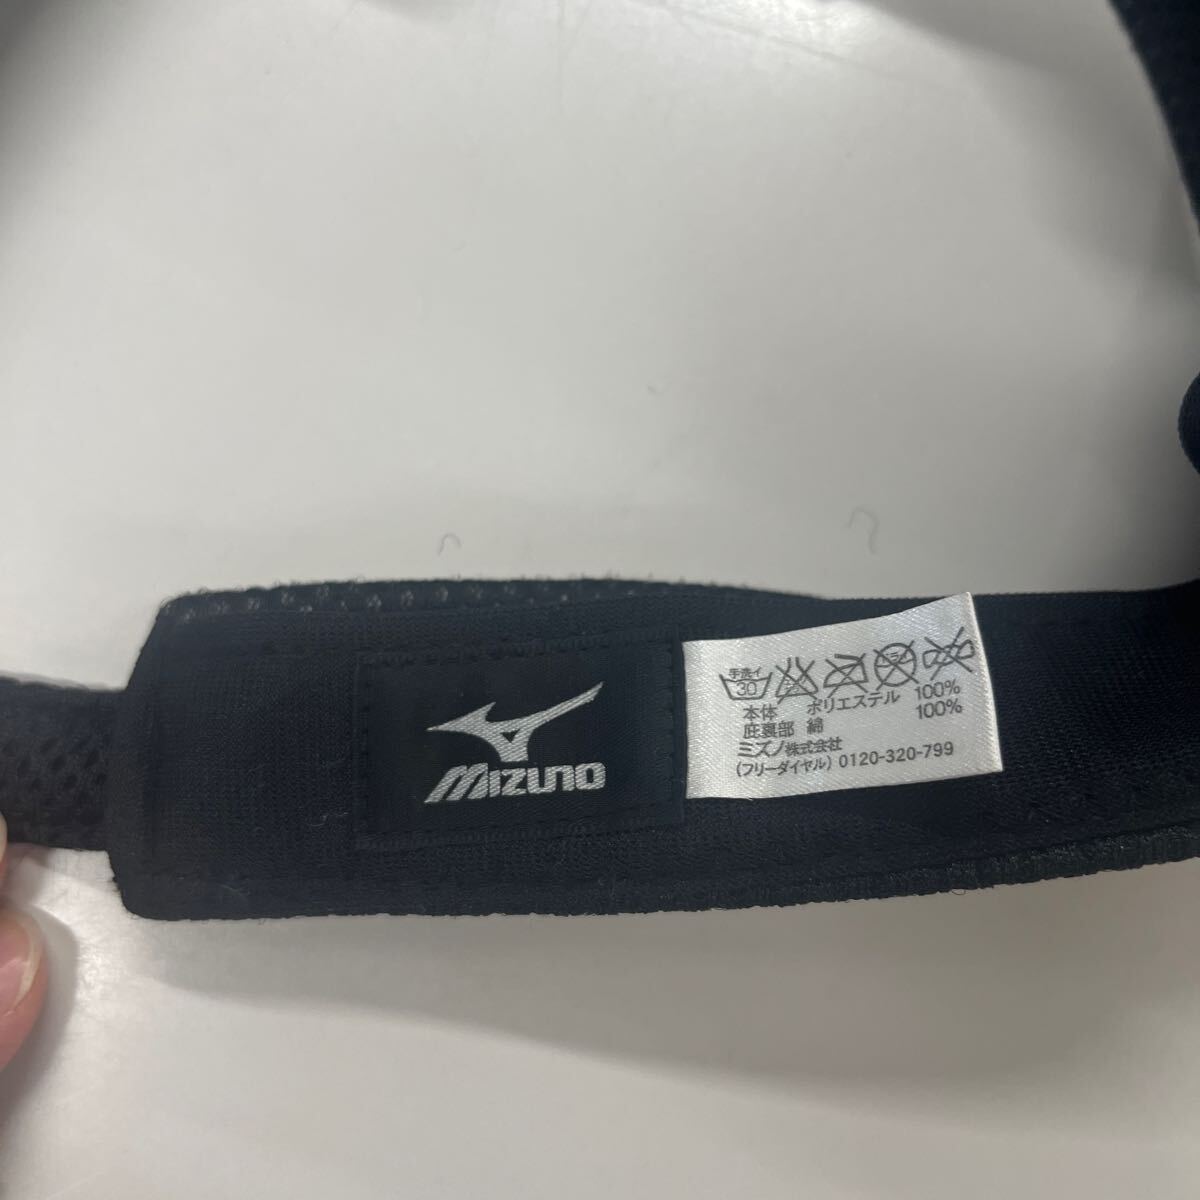 MIZUNO
手洗イ
30
本体 ポリエステル 100%
庇裏部 綿 100%
ミズノ株式会社
(フリーダイヤル) 0120-320-799